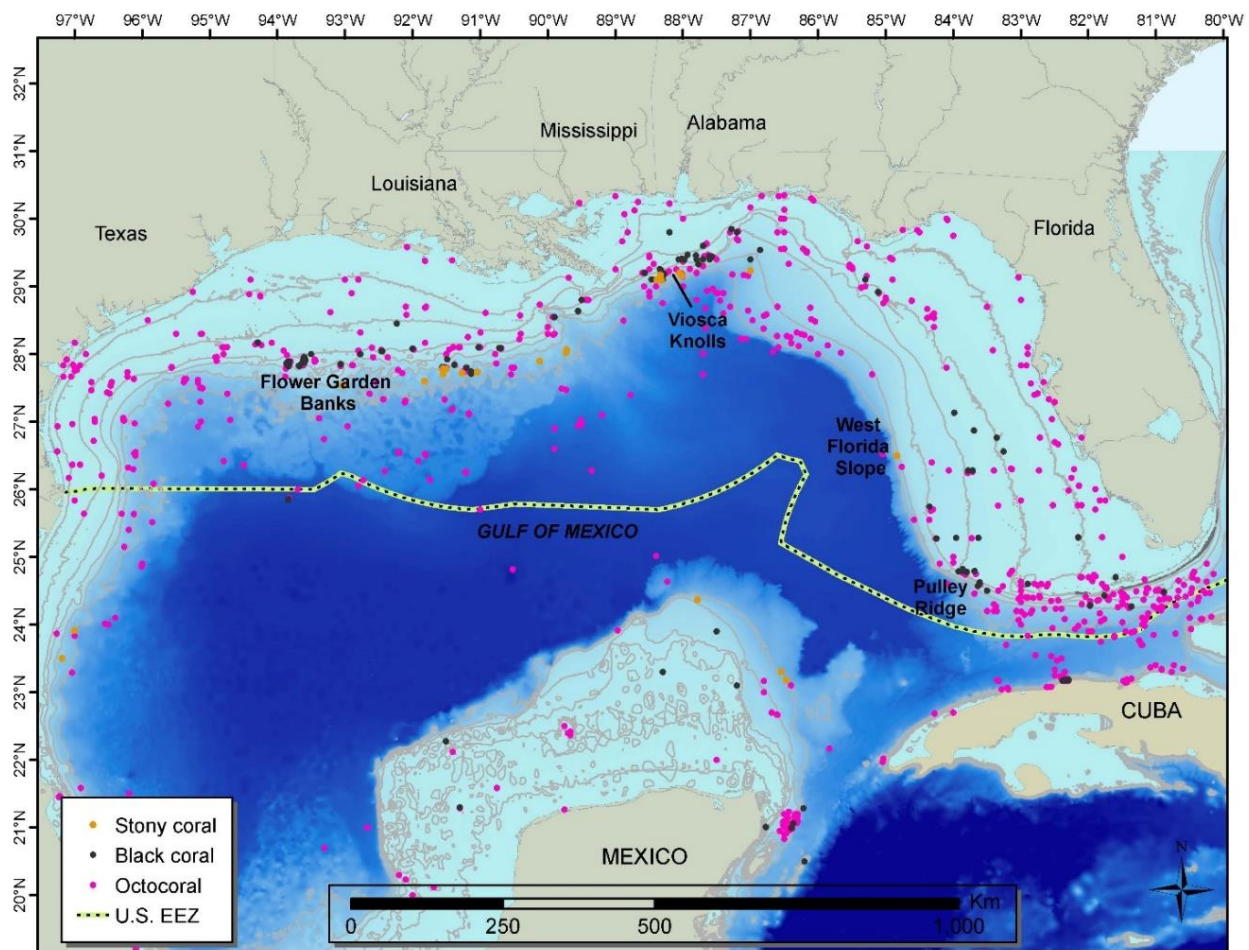 97°W 96°W 95°W 94°W 93°W 92°W 91°W 90°W 89°W 88°W 87°W 86°W 85°W 84°W 83°W 82°W 81°W 80°W
32°N
31°N
30°N
29°N
28°N
27°N
26°N
25°N
24°N
23°N
22°N
21°N
20°N
Alabama
Mississippi
Louisiana
Texas
Florida
Viosca
Knolls
Flower Garden
Banks
West
Florida
Slope
GULF OF MEXICO
Pulley
Ridge
CUBA
MEXICO
Stony coral
Black coral
Octocoral
U.S. EEZ
N
Km
0 250 500 1,000